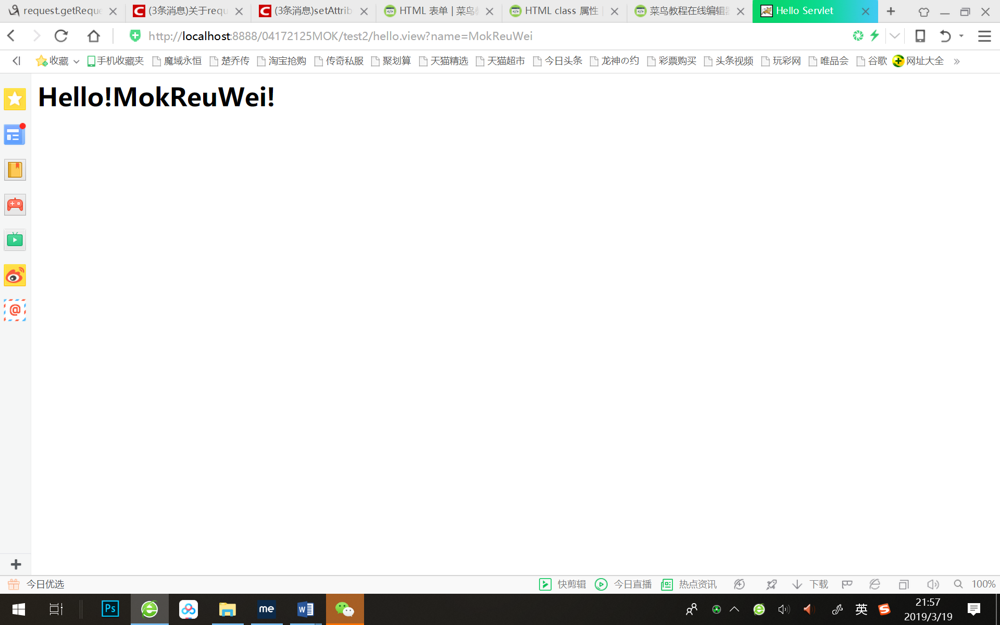 request.getReque
(3条消息)关于requ
(3条消息)setAttrib
HTML 表单 | 菜鸟
HTML class 属性 |
菜鸟教程在线编辑
Hello Servlet
http://localhost:8888/04172125MOK/test2/hello.view?name=MokReuWei
收藏
手机收藏夹
魔域永恒
楚乔传
淘宝抢购
传奇私服
聚划算
天猫精选
天猫超市
今日头条
龙神の约
彩票购买
头条视频
玩彩网
唯品会
谷歌
网址大全
Hello!MokReuWei!
今日优选
快剪辑
今日直播
热点资讯
下载
100%
Ps
me
W
英
21:57
2019/3/19